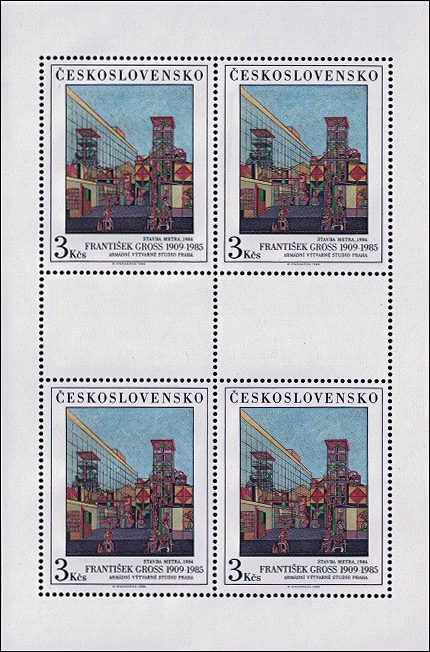 ČESKOSLOVENSKO
STAVBA METRA, 1984
3 Kčs
FRANTIŠEK GROSS 1909-1985
ARMÁDNÍ VÝTVARNÉ STUDIO PRAHA
ČESKOSLOVENSKO
STAVBA METRA, 1984
3 Kčs
FRANTIŠEK GROSS 1909-1985
ARMÁDNÍ VÝTVARNÉ STUDIO PRAHA
ČESKOSLOVENSKO
STAVBA METRA, 1984
3 Kčs
FRANTIŠEK GROSS 1909-1985
ARMÁDNÍ VÝTVARNÉ STUDIO PRAHA
ČESKOSLOVENSKO
STAVBA METRA, 1984
3 Kčs
FRANTIŠEK GROSS 1909-1985
ARMÁDNÍ VÝTVARNÉ STUDIO PRAHA